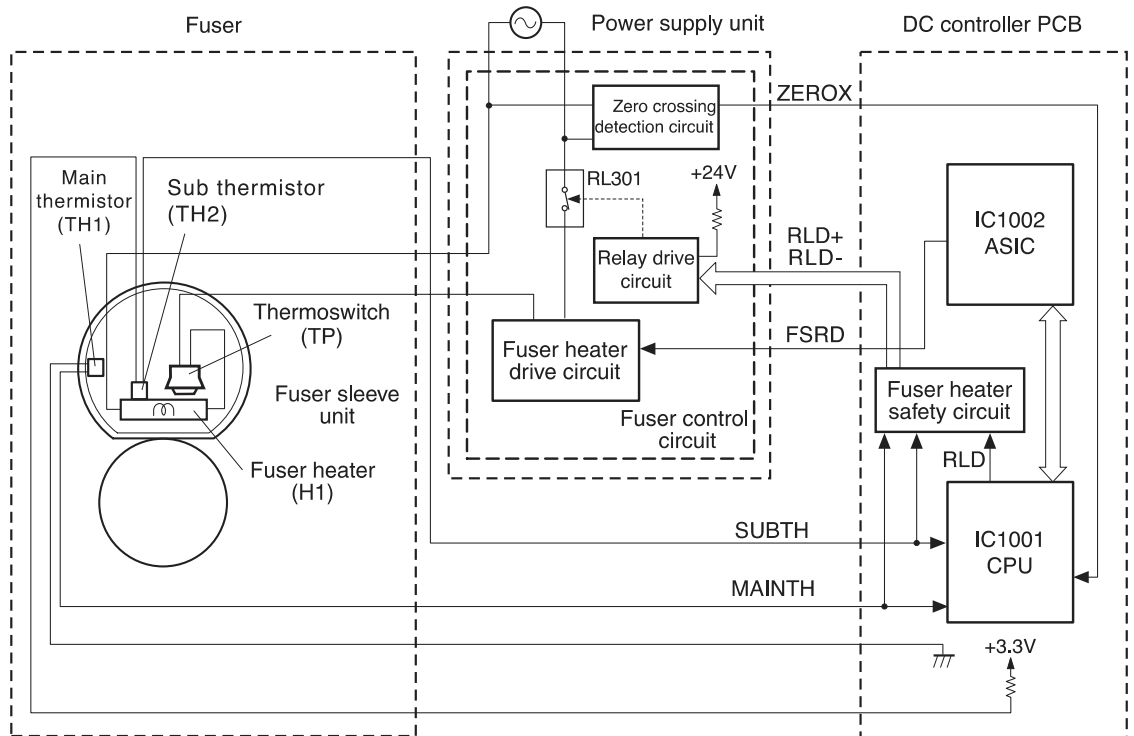 Fuser
Power supply unit
DC controller PCB
Zero crossing
detection circuit
ZEROX
Main
thermistor
(TH1)
Sub thermistor
(TH2)
RL301
+24V
IC1002
ASIC
RLD+
RLD-
Relay drive
circuit
Thermoswitch
(TP)
FSRD
Fuser heater
drive circuit
Fuser heater
safety circuit
Fuser sleeve
unit
Fuser control
circuit
RLD
Fuser heater
(H1)
SUBTH
IC1001
CPU
MAINTH
+3.3V